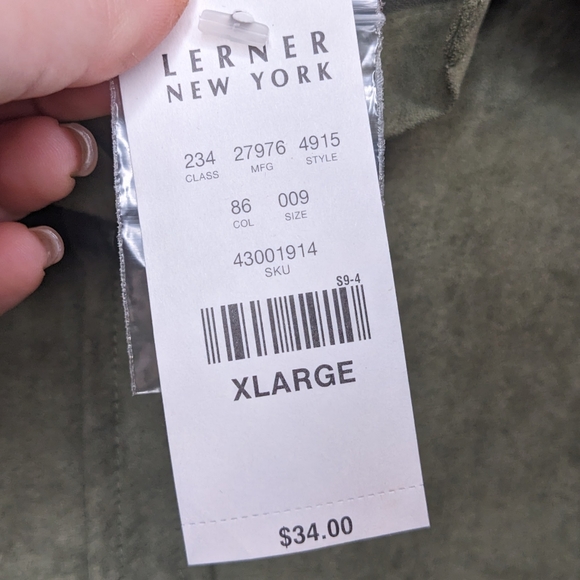 LERNER
NEW YORK
234 27976 4915
CLASS MFG STYLE
86 009
COL SIZE
43001914
SKU
S9-4
XLARGE
$34.00